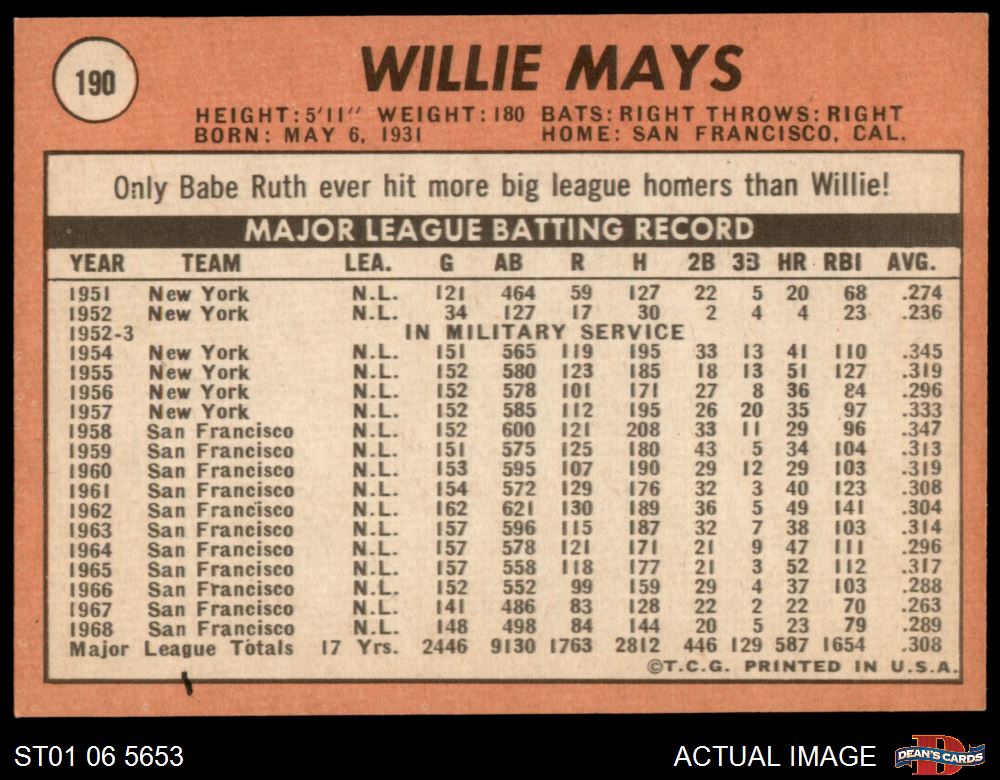 190
WILLIE MAYS
HEIGHT: 5'11" WEIGHT: 180 BATS: RIGHT THROWS: RIGHT
BORN: MAY 6, 1931 HOME: SAN FRANCISCO, CAL.
Only Babe Ruth ever hit more big league homers than Willie!
MAJOR LEAGUE BATTING RECORD
YEAR TEAM LEA. G AB R H 2B 3B HR RBI AVG.
1951 New York N.L. 121 464 59 127 22 5 20 68 .274
1952 New York N.L. 34 127 17 30 2 4 4 23 .236
1952-3 IN MILITARY SERVICE
1954 New York N.L. 151 565 119 195 33 13 41 110 .345
1955 New York N.L. 152 580 123 185 18 13 51 127 .319
1956 New York N.L. 152 578 101 171 27 8 36 84 .296
1957 New York N.L. 152 585 112 195 26 20 35 97 .333
1958 San Francisco N.L. 152 600 121 208 33 11 29 96 .347
1959 San Francisco N.L. 151 575 125 180 43 5 34 104 .313
1960 San Francisco N.L. 153 595 107 190 29 12 29 103 .319
1961 San Francisco N.L. 154 572 129 176 32 3 40 123 .308
1962 San Francisco N.L. 162 621 130 189 36 5 49 141 .304
1963 San Francisco N.L. 157 596 115 187 32 7 38 103 .314
1964 San Francisco N.L. 157 578 121 171 21 9 47 111 .296
1965 San Francisco N.L. 157 558 118 177 21 3 52 112 .317
1966 San Francisco N.L. 152 552 99 159 29 4 37 103 .288
1967 San Francisco N.L. 141 486 83 128 22 2 22 70 .263
1968 San Francisco N.L. 148 498 84 144 20 5 23 79 .289
Major League Totals 17 Yrs. 2446 9130 1763 2812 446 129 587 1654 .308
©T.C.G. PRINTED IN U.S.A.
ST01 06 5653 ACTUAL IMAGE DEAN'S CARDS